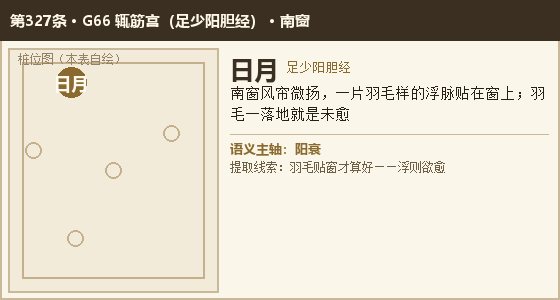 第327条・G66 辄筋宫（足少阳胆经）・南窗
桩位图（本表自绘）
日月
日月 足少阳胆经
南窗风帘微扬，一片羽毛样的浮脉贴在窗上；羽
毛一落地就是未愈
语义主轴：阳衰
提取线索：羽毛贴窗才算好——浮则欲愈